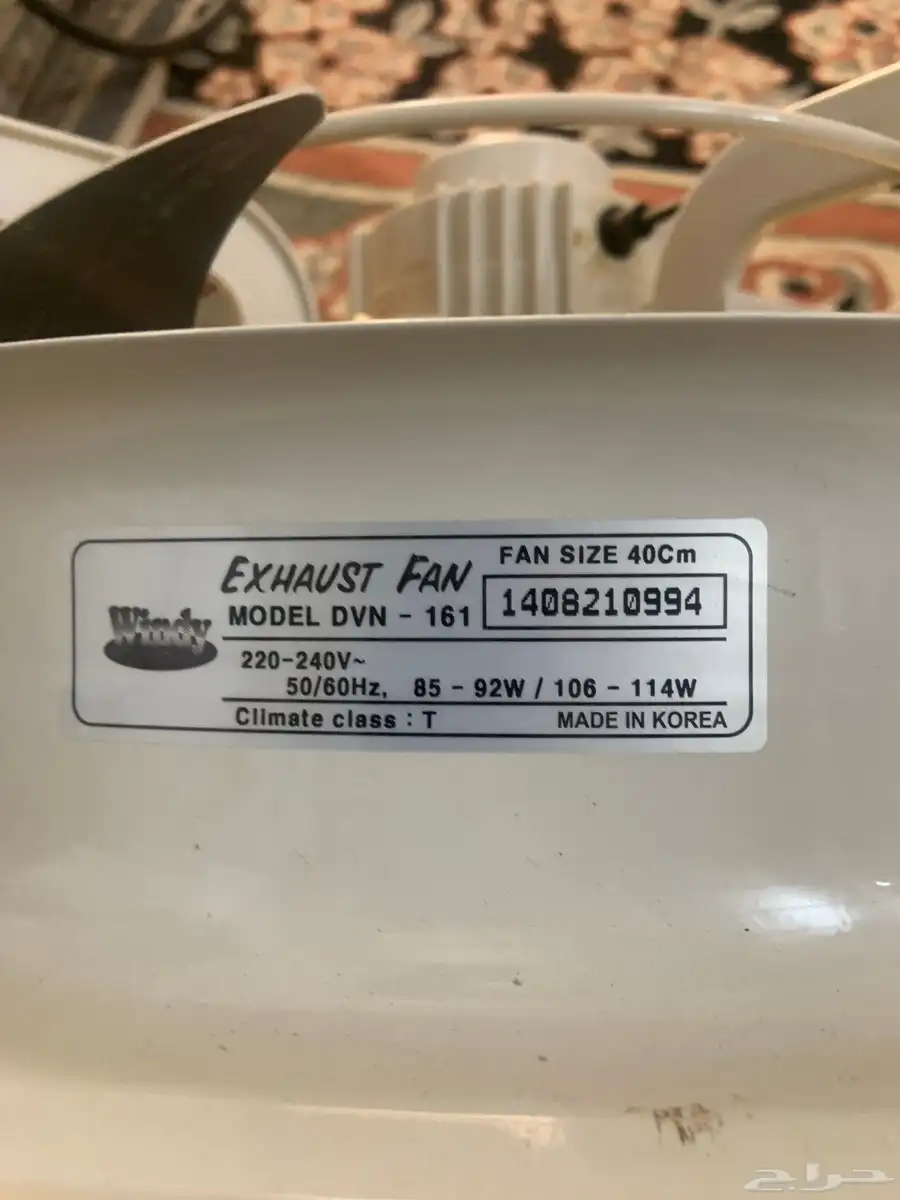 EXHAUST FAN
FAN SIZE 40Cm
MODEL DVN - 161
1408210994
Windy
220-240V~
50/60Hz, 85 - 92W / 106 - 114W
Climate class : T
MADE IN KOREA
حراج